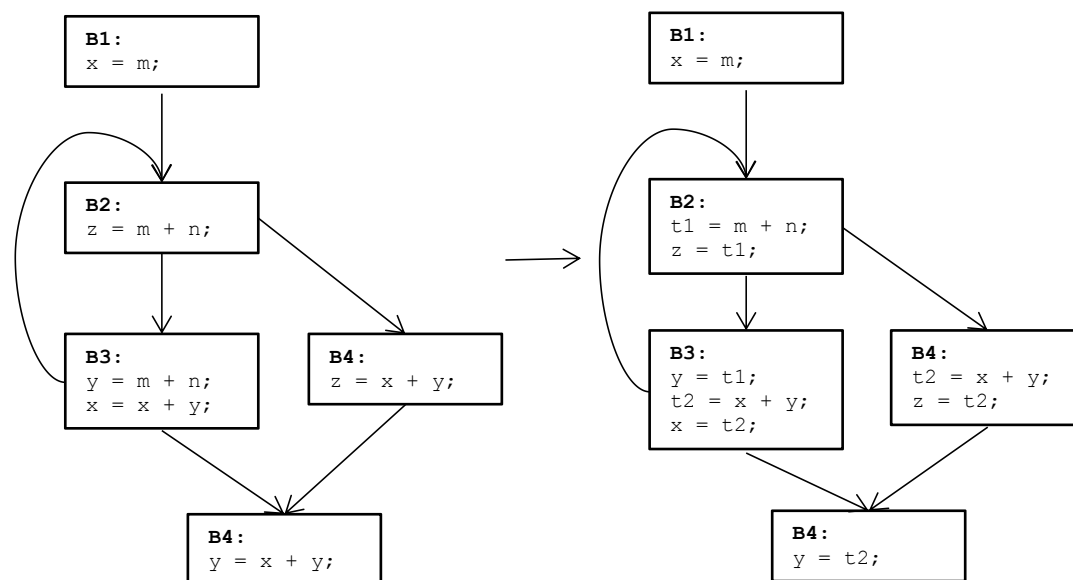 B1:
x = m;
B2:
z = m + n;
B3:
y = m + n;
x = x + y;
B4:
z = x + y;
B4:
y = x + y;
B1:
x = m;
B2:
t1 = m + n;
z = t1;
B3:
y = t1;
t2 = x + y;
x = t2;
B4:
t2 = x + y;
z = t2;
B4:
y = t2;